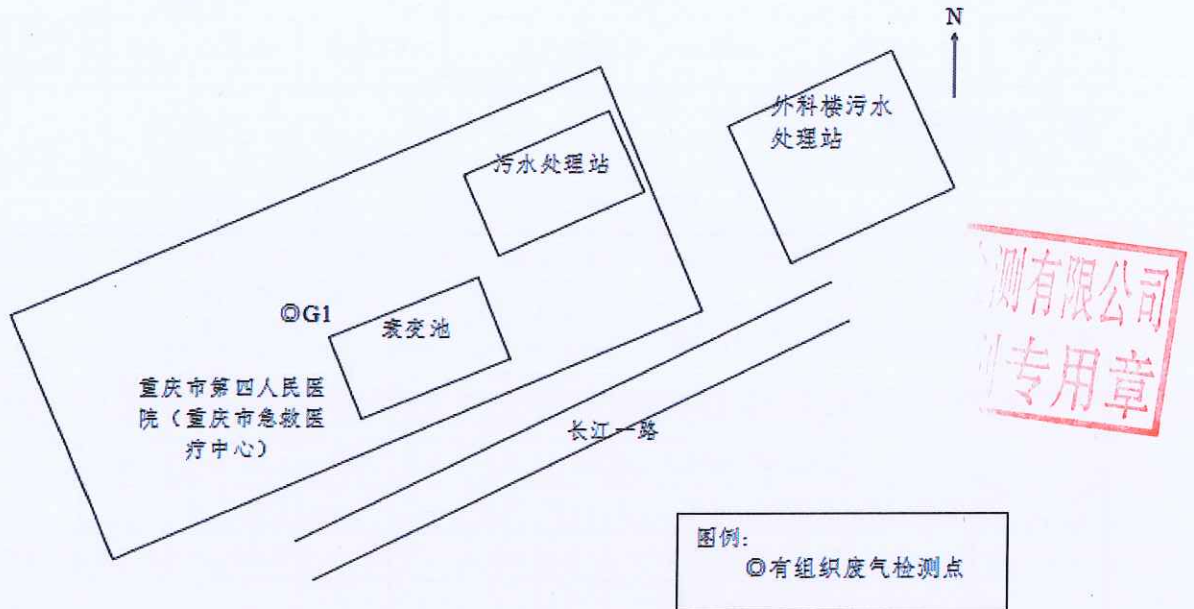 N
外科楼污水
处理站
污水处理站
◎G1
衰变池
重庆市第四人民医
院（重庆市急救医
疗中心）
长江一路
测有限公司
专用章
图例:
◎有组织废气检测点